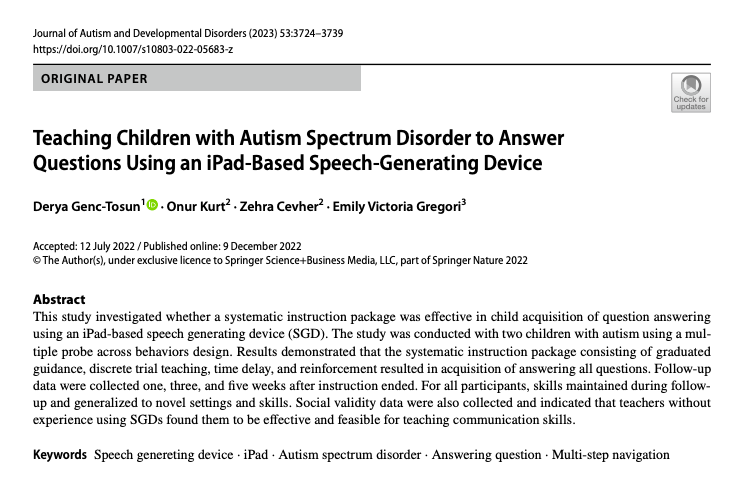 Journal of Autism and Developmental Disorders (2023) 53:3724–3739
https://doi.org/10.1007/s10803-022-05683-z
ORIGINAL PAPER
Check for
updates
Teaching Children with Autism Spectrum Disorder to Answer
Questions Using an iPad-Based Speech-Generating Device
Derya Genc-Tosun1 iD · Onur Kurt2 · Zehra Cevher2 · Emily Victoria Gregori3
Accepted: 12 July 2022 / Published online: 9 December 2022
© The Author(s), under exclusive licence to Springer Science+Business Media, LLC, part of Springer Nature 2022
Abstract
This study investigated whether a systematic instruction package was effective in child acquisition of question answering
using an iPad-based speech generating device (SGD). The study was conducted with two children with autism using a mul-
tiple probe across behaviors design. Results demonstrated that the systematic instruction package consisting of graduated
guidance, discrete trial teaching, time delay, and reinforcement resulted in acquisition of answering all questions. Follow-up
data were collected one, three, and five weeks after instruction ended. For all participants, skills maintained during follow-
up and generalized to novel settings and skills. Social validity data were also collected and indicated that teachers without
experience using SGDs found them to be effective and feasible for teaching communication skills.
Keywords Speech genereting device · iPad · Autism spectrum disorder · Answering question · Multi-step navigation